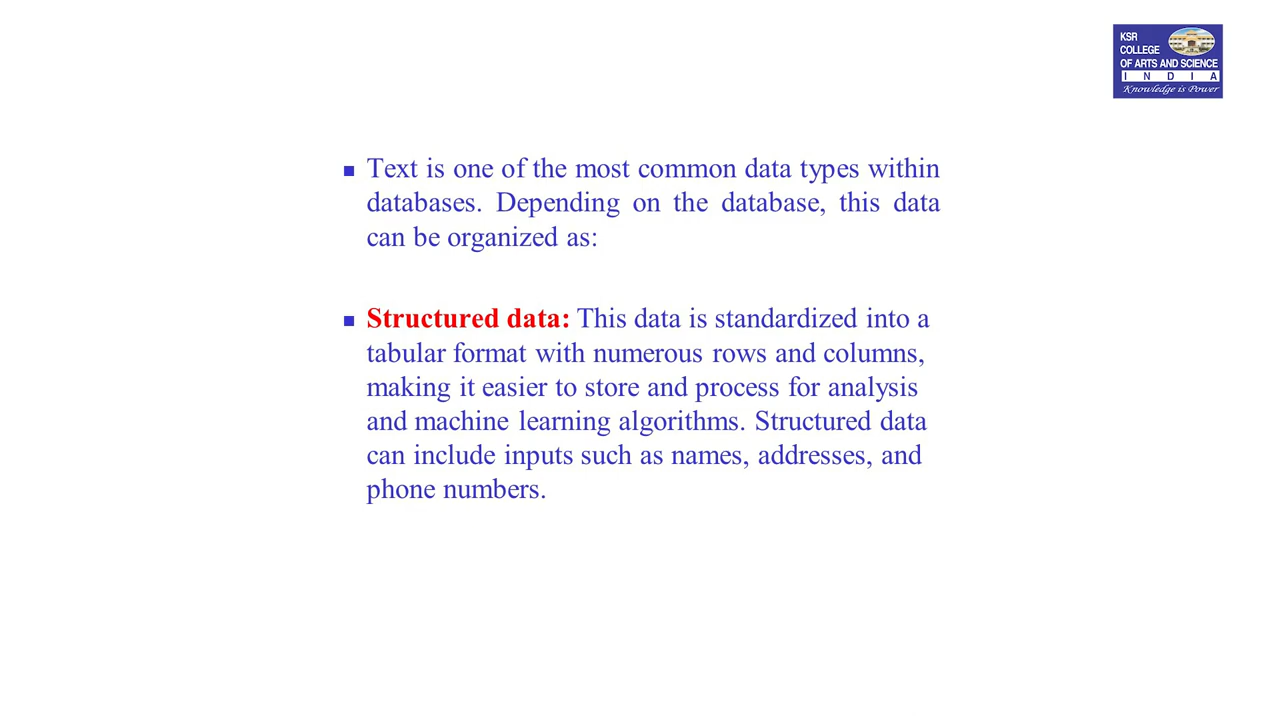 KSR
COLLEGE
OF ARTS AND SCIENCE
I N D I A
Knowledge is Power
Text is one of the most common data types within
databases. Depending on the database, this data
can be organized as:
Structured data: This data is standardized into a
tabular format with numerous rows and columns,
making it easier to store and process for analysis
and machine learning algorithms. Structured data
can include inputs such as names, addresses, and
phone numbers.